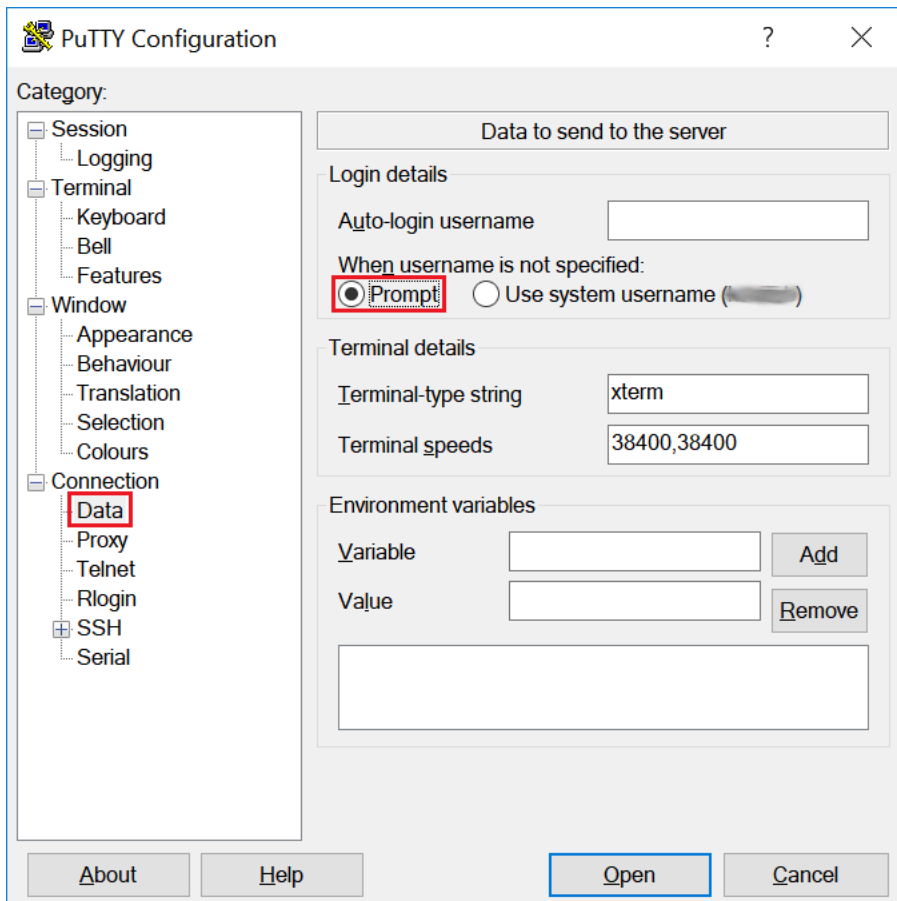 PuTTY Configuration
?
Category:
Session
Logging
Terminal
Keyboard
Bell
Features
Window
Appearance
Behaviour
Translation
Selection
Colours
Connection
Data
Proxy
Telnet
Rlogin
SSH
Serial
Data to send to the server
Login details
Auto-login username
When username is not specified:
Prompt Use system username ( )
Terminal details
Terminal-type string xterm
Terminal speeds 38400,38400
Environment variables
Variable Add
Value Remove
About Help Open Cancel